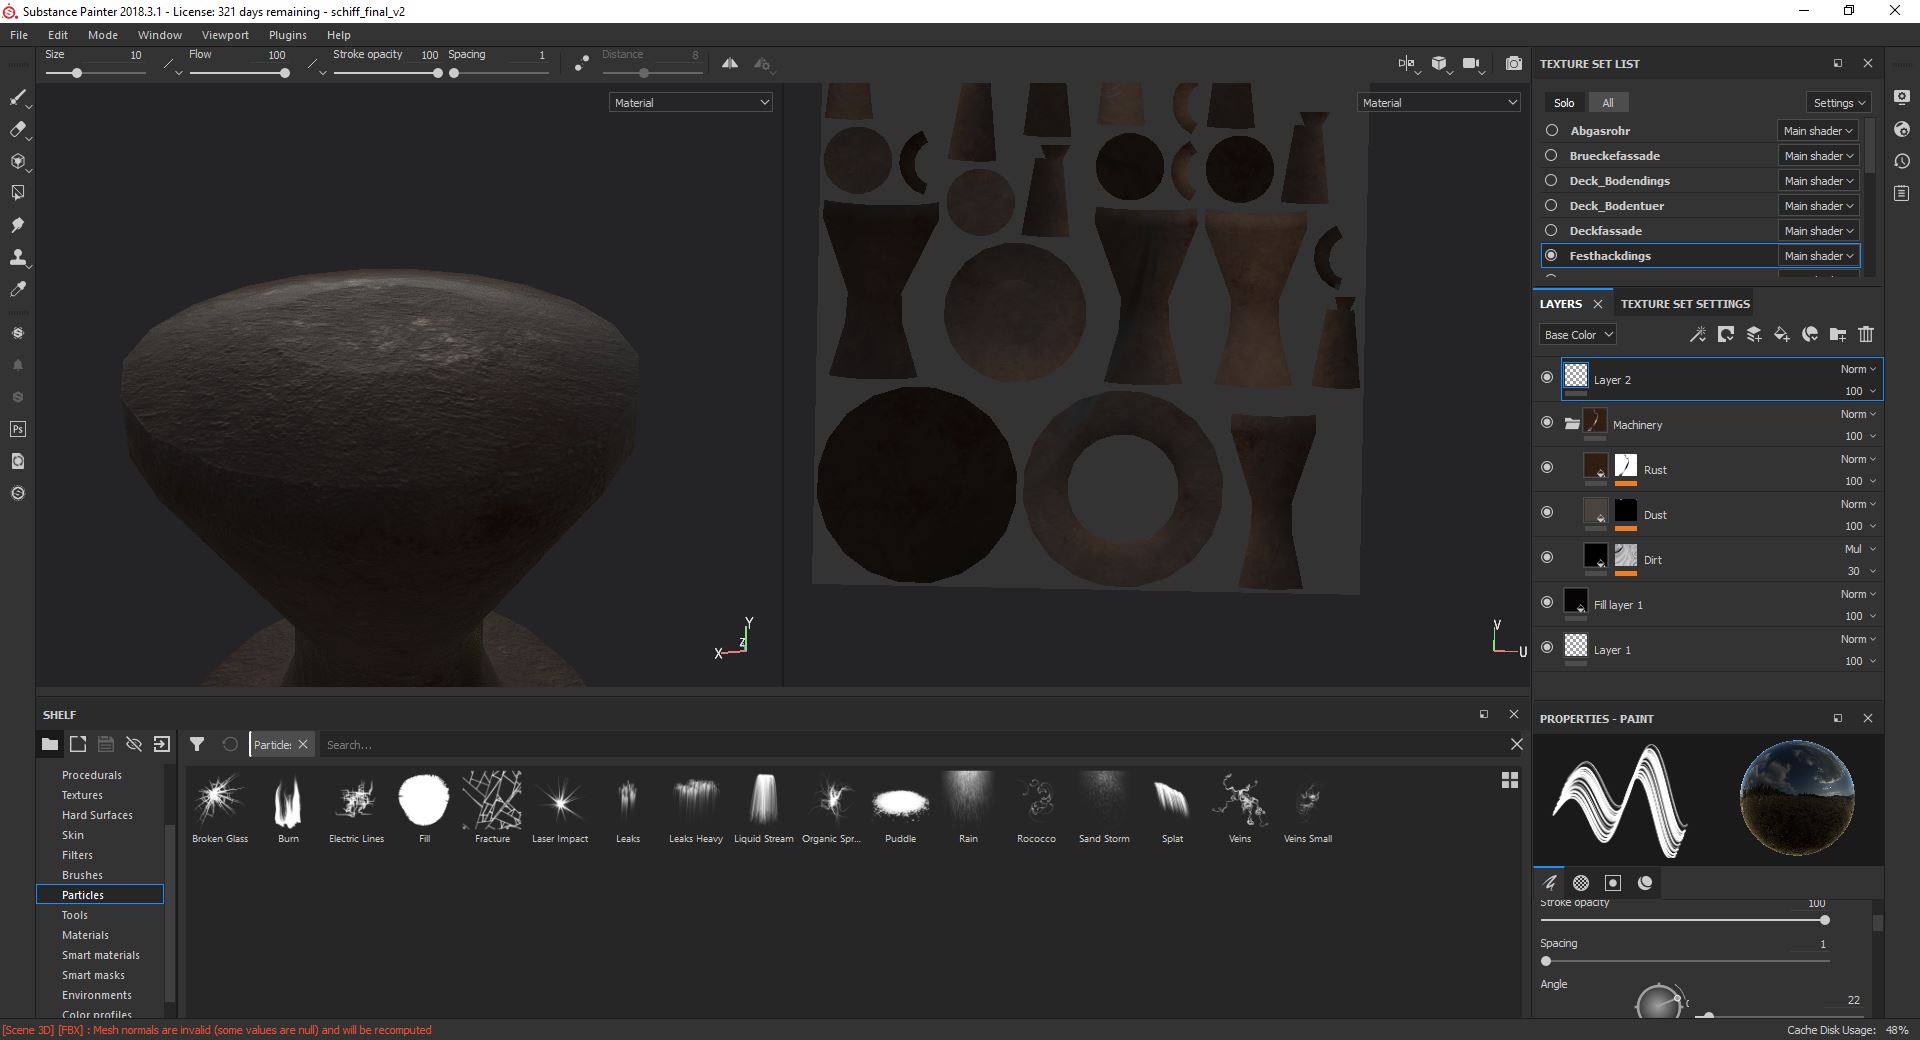 Substance Painter 2018.3.1 - License: 321 days remaining - schiff_final_v2
File Edit Mode Window Viewport Plugins Help
Size 10 Flow 100 Stroke opacity 100 Spacing 1 Distance 8
Material
Material
Y
Z
X
V
U
TEXTURE SET LIST
Solo All Settings
Abgasrohr Main shader
Brueckefassade Main shader
Deck_Bodendings Main shader
Deck_Bodentuer Main shader
Deckfassade Main shader
Festhackdings Main shader
LAYERS TEXTURE SET SETTINGS
Base Color
Layer 2 Norm 100
Machinery Norm 100
Rust Norm 100
Dust Norm 100
Dirt Mul 30
Fill layer 1 Norm 100
Layer 1 Norm 100
Ps
SHELF
Particle: Search...
Procedurals
Textures
Hard Surfaces
Skin
Filters
Brushes
Particles
Tools
Materials
Smart materials
Smart masks
Environments
Color profiles
Broken Glass Burn Electric Lines Fill Fracture Laser Impact Leaks Leaks Heavy Liquid Stream Organic Spr... Puddle Rain Rococco Sand Storm Splat Veins Veins Small
PROPERTIES - PAINT
Stroke opacity 100
Spacing 1
Angle
22
[Scene 3D] [FBX] : Mesh normals are invalid (some values are null) and will be recomputed
Cache Disk Usage: 48%